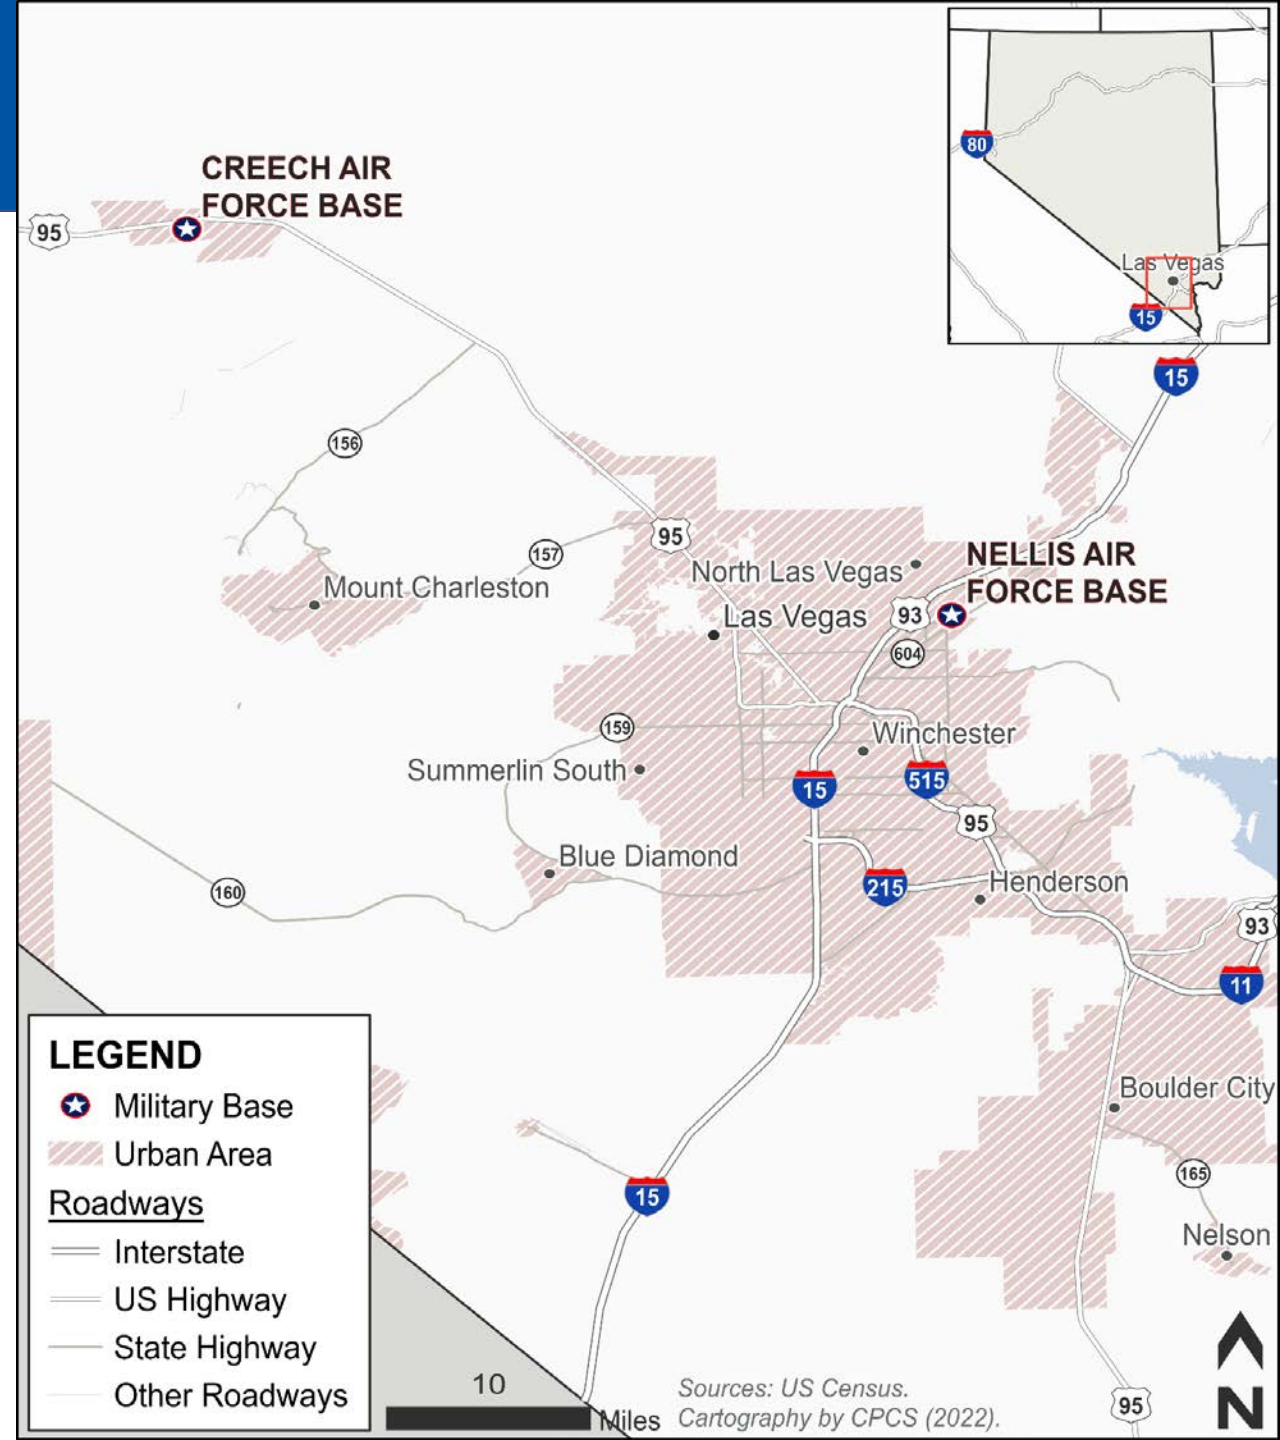 80
Las Vegas
15
CREECH AIR
FORCE BASE
95
15
156
157
95
NELLIS AIR
FORCE BASE
North Las Vegas
Mount Charleston
93
Las Vegas
604
159
Winchester
Summerlin South
515
15
95
Blue Diamond
215
Henderson
160
93
11
LEGEND
Military Base
Urban Area
Roadways
Interstate
US Highway
State Highway
Other Roadways
Boulder City
165
15
Nelson
10
Miles
Sources: US Census.
Cartography by CPCS (2022).
95
N